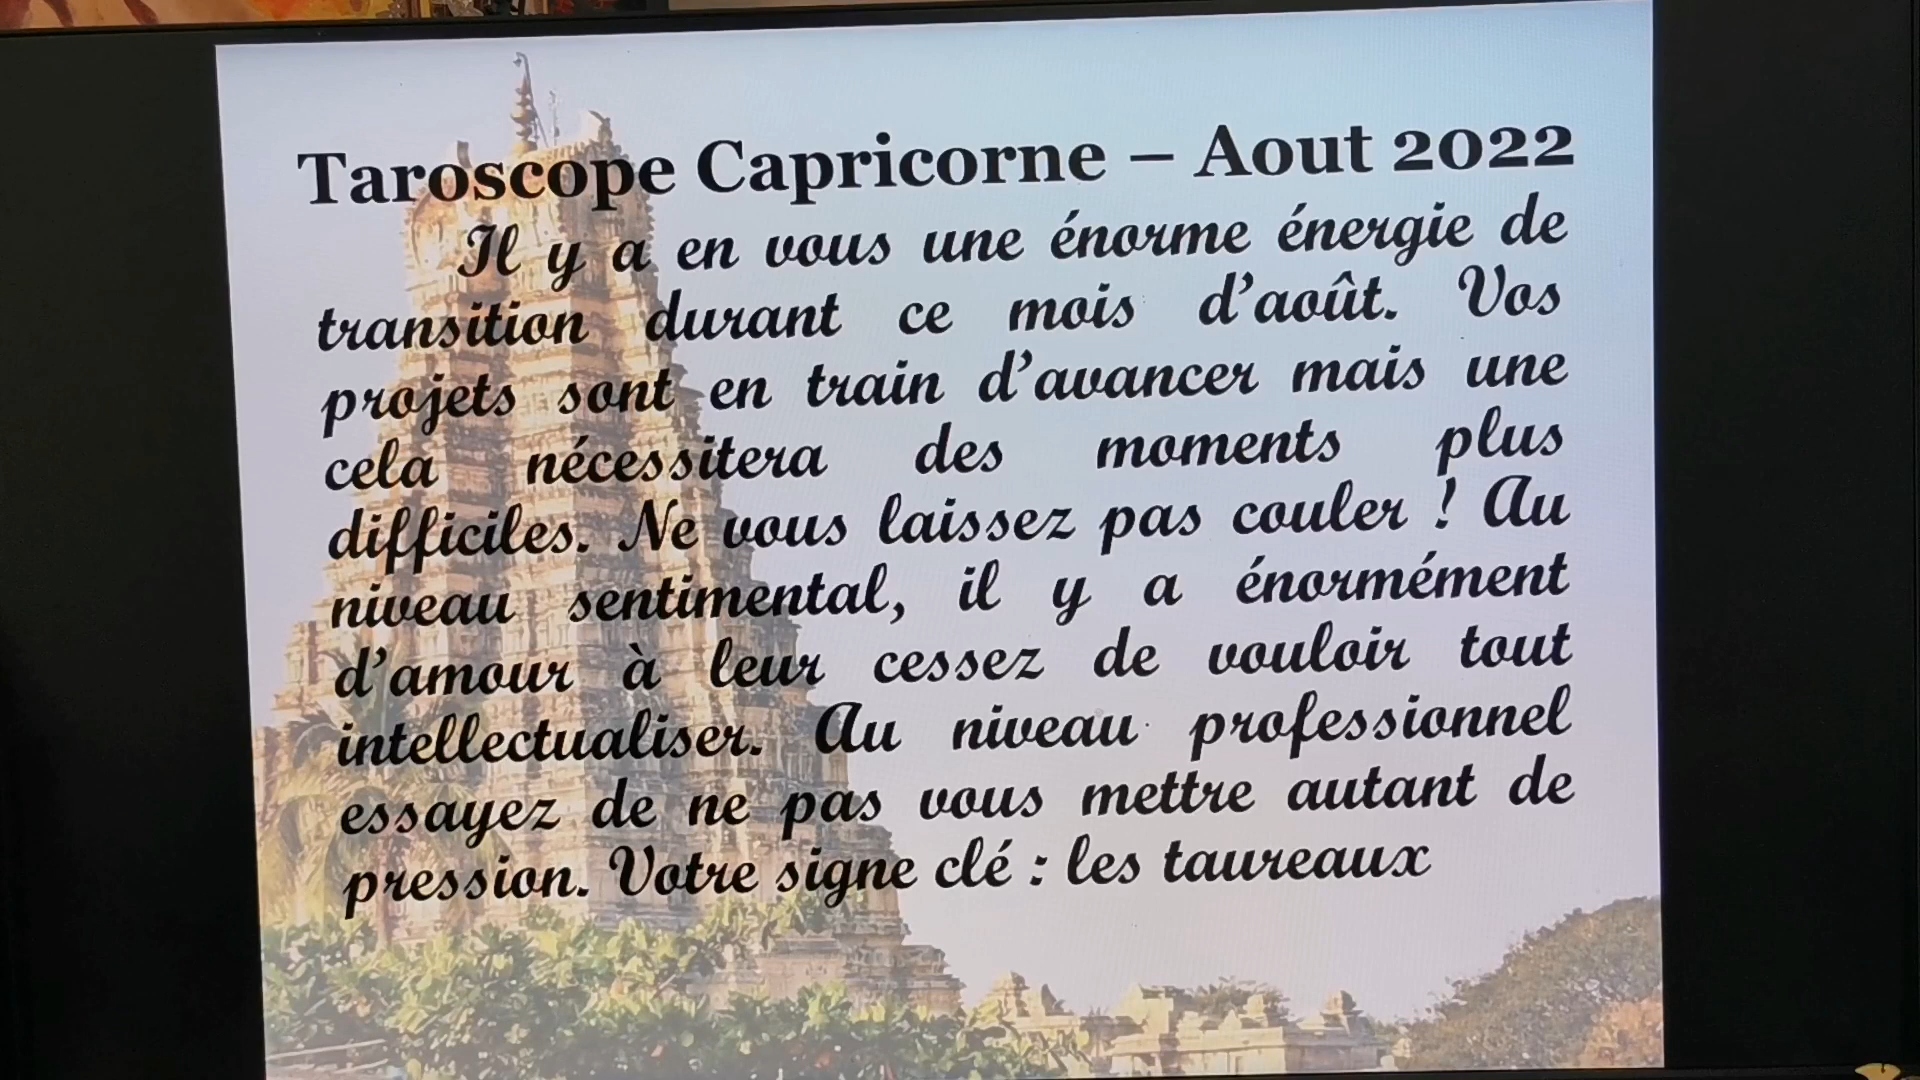 Taroscope Capricorne – Aout 2022
Il y a en vous une énorme énergie de
transition durant ce mois d’août. Vos
projets sont en train d’avancer mais une
cela nécessitera des moments plus
difficiles. Ne vous laissez pas couler ! Au
niveau sentimental, il y a énormément
d’amour à leur cessez de vouloir tout
intellectualiser. Au niveau professionnel
essayez de ne pas vous mettre autant de
pression. Votre signe clé : les taureaux